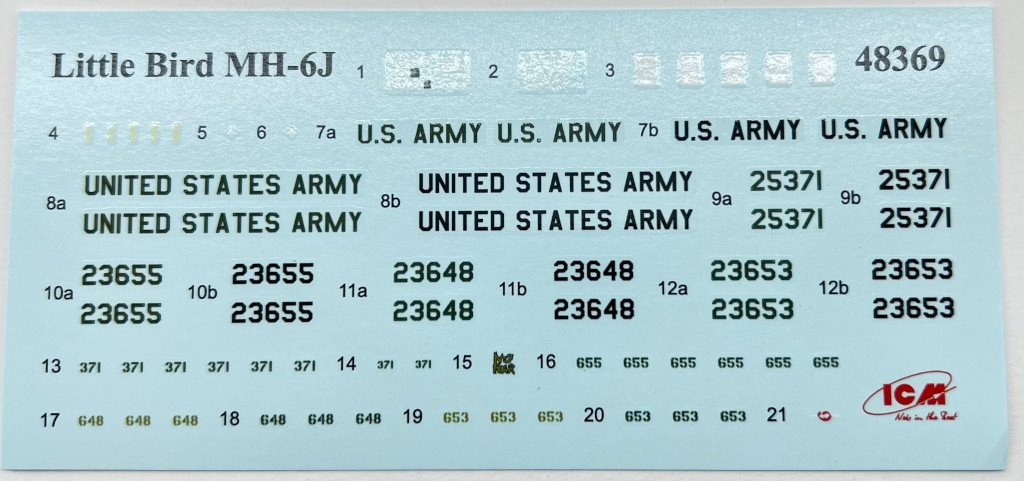 Little Bird MH-6J 1 2 3 48369
4 5 6 7a U.S. ARMY U.S. ARMY 7b U.S. ARMY U.S. ARMY
8a UNITED STATES ARMY 8b UNITED STATES ARMY 9a 25371 9b 25371
UNITED STATES ARMY UNITED STATES ARMY 25371 25371
10a 23655 10b 23655 11a 23648 11b 23648 12a 23653 12b 23653
23655 23655 23648 23648 23653 23653
13 371 371 371 371 371 371 14 371 371 15 NO FEAR 16 655 655 655 655 655 655
17 648 648 648 18 648 648 648 19 653 653 653 20 653 653 653 21
ICM